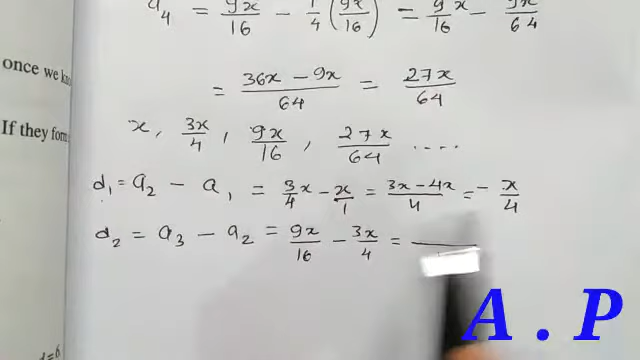 a₄ = 9x/16 - 1/4 (9x/16) = 9x/16 - 9x/64
= 36x - 9x/64 = 27x/64
once we
If they form
x, 3x/4, 9x/16, 27x/64 ....
d₁ = a₂ - a₁ = 3x/4 - x/1 = 3x - 4x/4 = - x/4
d₂ = a₃ - a₂ = 9x/16 - 3x/4 =
A . P